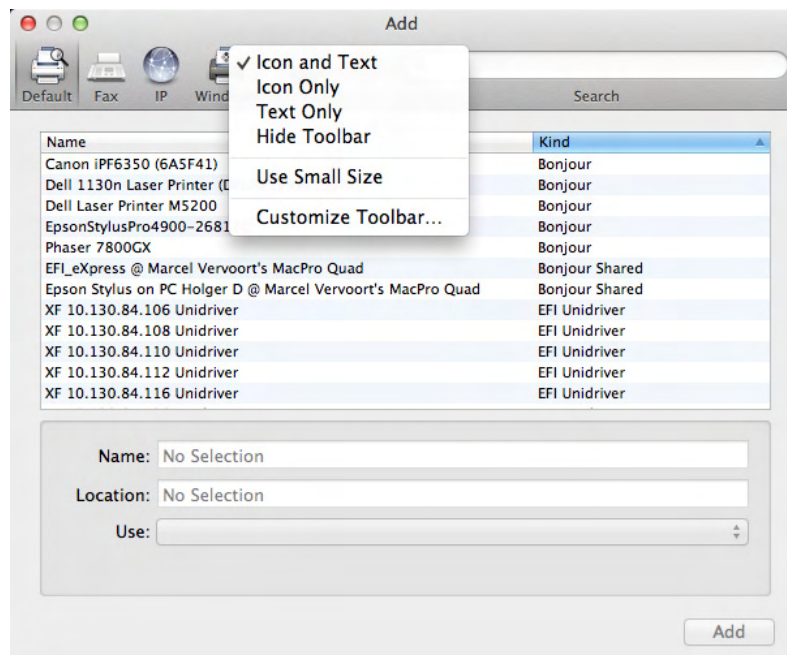 Add
✓ Icon and Text
Icon Only
Text Only
Hide Toolbar
Use Small Size
Customize Toolbar...
Default Fax IP Wind
Search
Name Kind
Canon iPF6350 (6A5F41) Bonjour
Dell 1130n Laser Printer (D Bonjour
Dell Laser Printer M5200 Bonjour
EpsonStylusPro4900-2681 Bonjour
Phaser 7800GX Bonjour
EFI_eXpress @ Marcel Vervoort's MacPro Quad Bonjour Shared
Epson Stylus on PC Holger D @ Marcel Vervoort's MacPro Quad Bonjour Shared
XF 10.130.84.106 Unidriver EFI Unidriver
XF 10.130.84.108 Unidriver EFI Unidriver
XF 10.130.84.110 Unidriver EFI Unidriver
XF 10.130.84.112 Unidriver EFI Unidriver
XF 10.130.84.116 Unidriver EFI Unidriver
Name: No Selection
Location: No Selection
Use:
Add